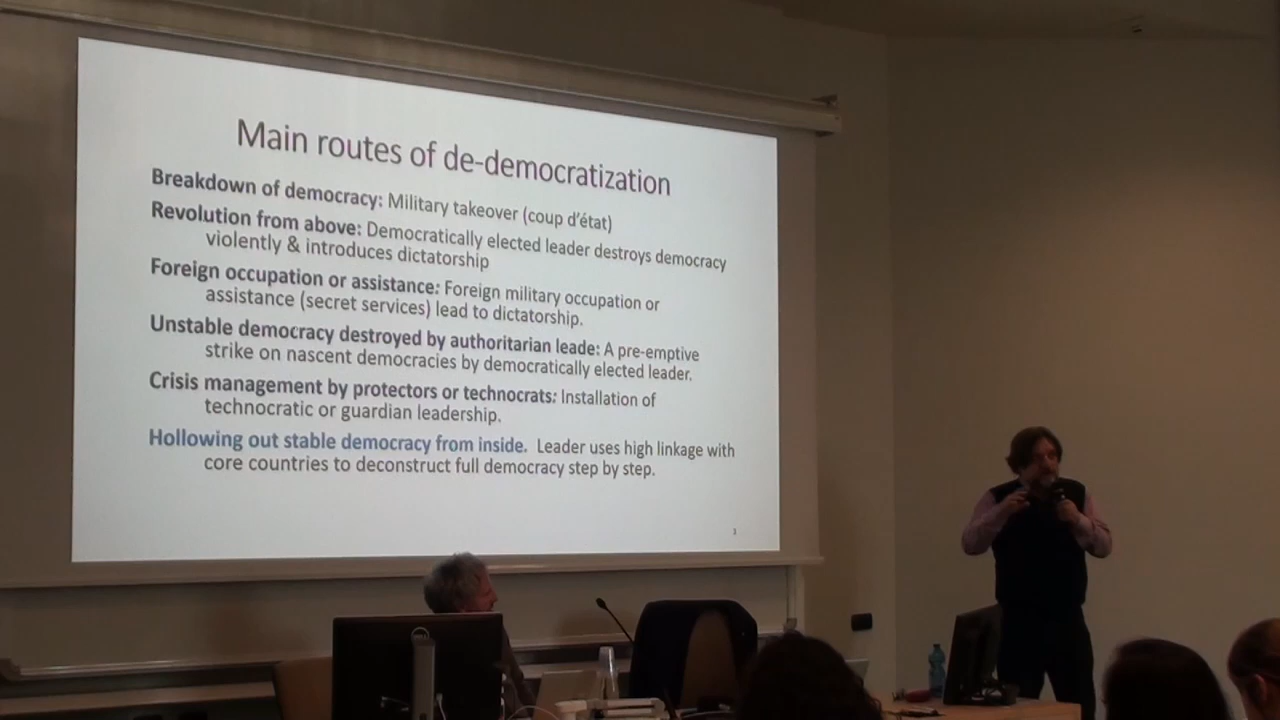 Main routes of de-democratization
Breakdown of democracy: Military takeover (coup d'état)
Revolution from above: Democratically elected leader destroys democracy
violently & introduces dictatorship
Foreign occupation or assistance: Foreign military occupation or
assistance (secret services) lead to dictatorship.
Unstable democracy destroyed by authoritarian leade: A pre-emptive
strike on nascent democracies by democratically elected leader.
Crisis management by protectors or technocrats: Installation of
technocratic or guardian leadership.
Hollowing out stable democracy from inside. Leader uses high linkage with
core countries to deconstruct full democracy step by step.
3
DELL